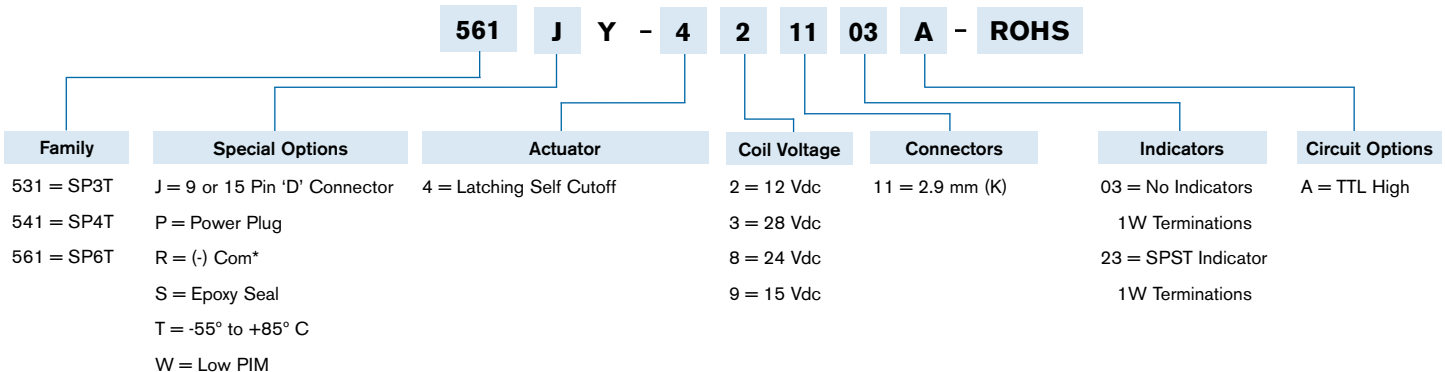 561 J Y - 4 2 11 03 A - ROHS
Family
531 = SP3T
541 = SP4T
561 = SP6T
Special Options
J = 9 or 15 Pin ‘D’ Connector
P = Power Plug
R = (-) Com*
S = Epoxy Seal
T = -55° to +85° C
W = Low PIM
Actuator
4 = Latching Self Cutoff
Coil Voltage
2 = 12 Vdc
3 = 28 Vdc
8 = 24 Vdc
9 = 15 Vdc
Connectors
11 = 2.9 mm (K)
Indicators
03 = No Indicators
1W Terminations
23 = SPST Indicator
1W Terminations
Circuit Options
A = TTL High